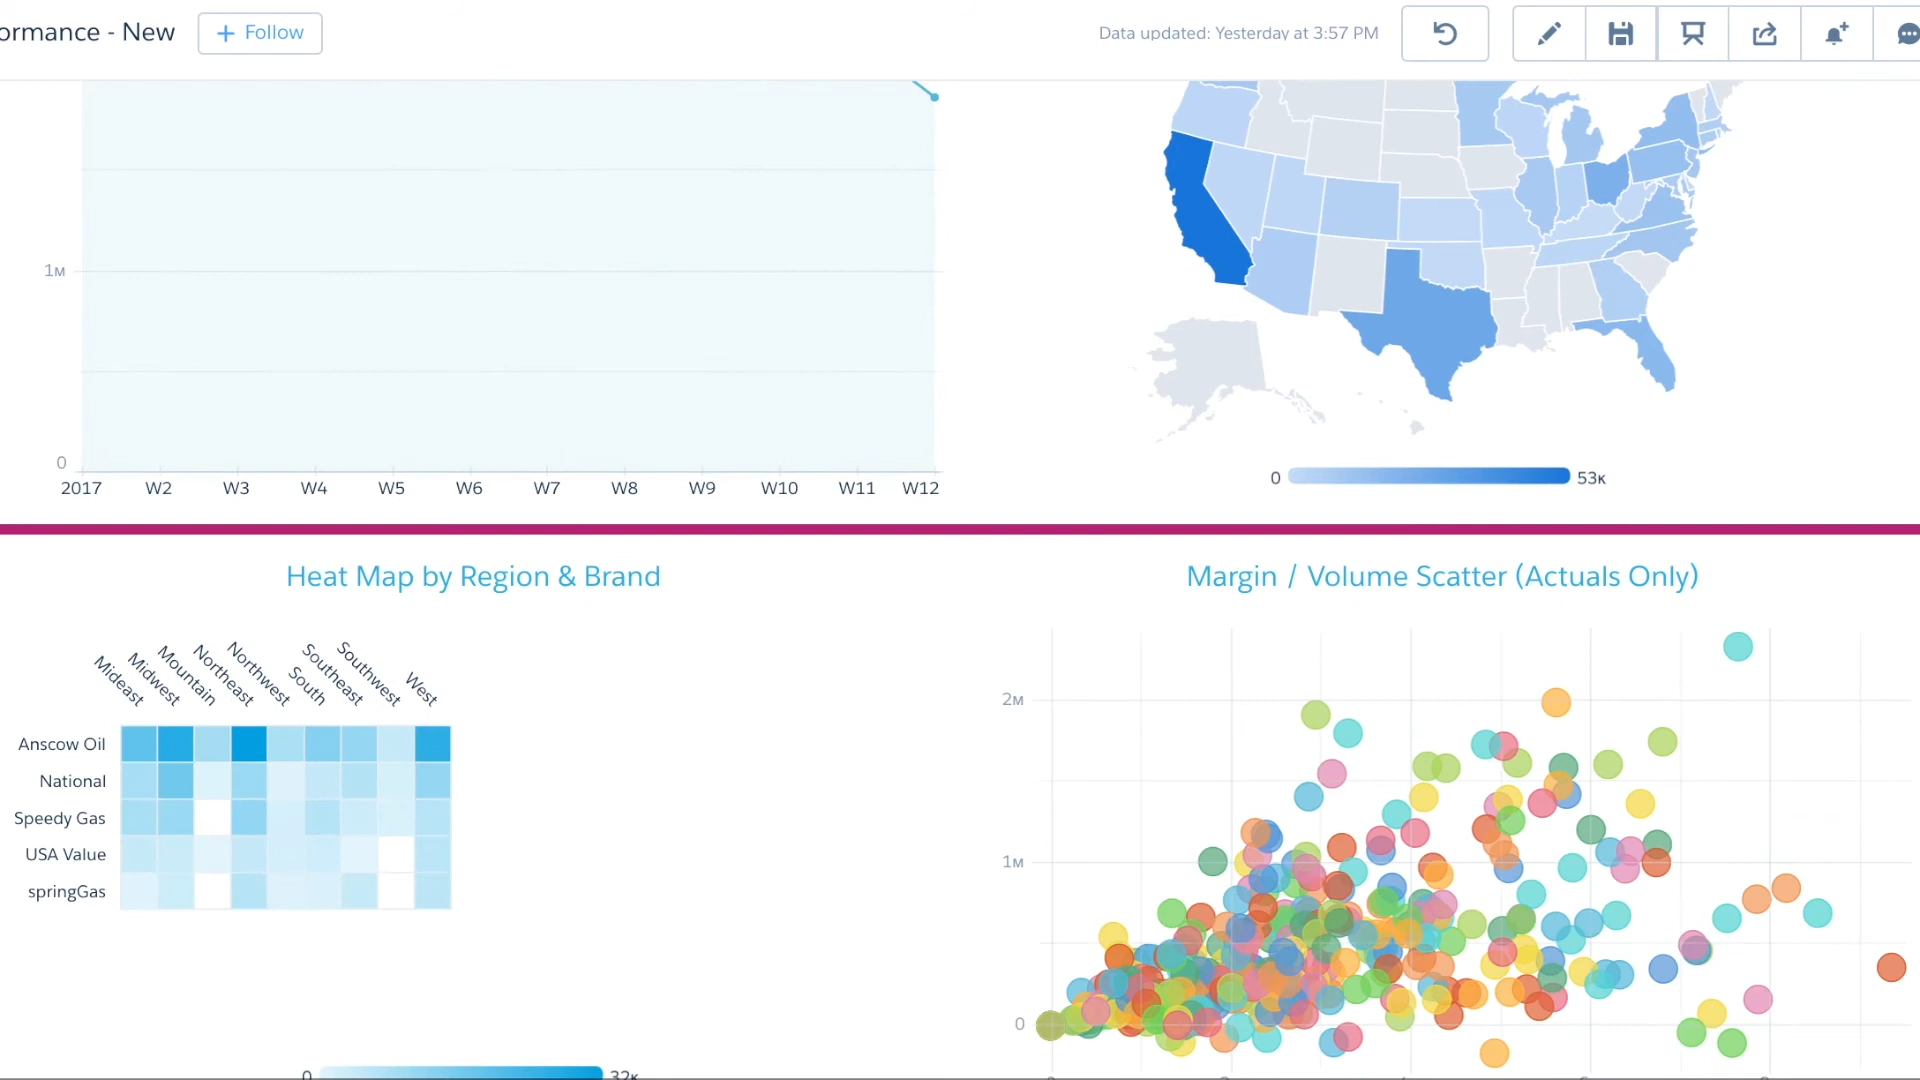 ormance - New
+ Follow
Data updated: Yesterday at 3:57 PM
1M
0
2017 W2 W3 W4 W5 W6 W7 W8 W9 W10 W11 W12
0 53K
Heat Map by Region & Brand
Mideast
Midwest
Mountain
Northeast
Northwest
South
Southeast
Southwest
West
Anscow Oil
National
Speedy Gas
USA Value
springGas
0 32K
Margin / Volume Scatter (Actuals Only)
2M
1M
0